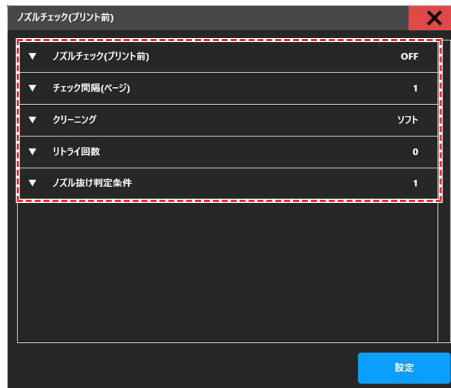 ノズルチェック(プリント前)
▼ ノズルチェック(プリント前) OFF
▼ チェック間隔(ページ) 1
▼ クリーニング ソフト
▼ リトライ回数 0
▼ ノズル抜け判定条件 1
設定